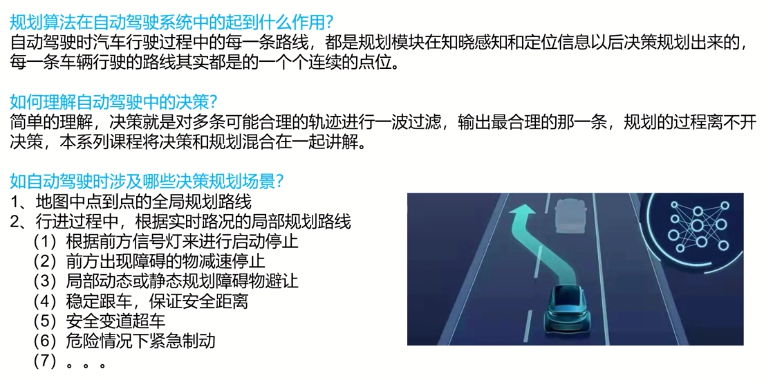 规划算法在自动驾驶系统中的起到什么作用？
自动驾驶时汽车行驶过程中的每一条路线，都是规划模块在知晓感知和定位信息以后决策规划出来的，
每一条车辆行驶的路线其实都是的一个个连续的点位。
如何理解自动驾驶中的决策？
简单的理解，决策就是对多条可能合理的轨迹进行一波过滤，输出最合理的那一条，规划的过程离不开
决策，本系列课程将决策和规划混合在一起讲解。
如自动驾驶时涉及哪些决策规划场景？
1、地图中点到点的全局规划路线
2、行进过程中，根据实时路况的局部规划路线
（1）根据前方信号灯来进行启动停止
（2）前方出现障碍的物减速停止
（3）局部动态或静态规划障碍物避让
（4）稳定跟车，保证安全距离
（5）安全变道超车
（6）危险情况下紧急制动
（7）。。。